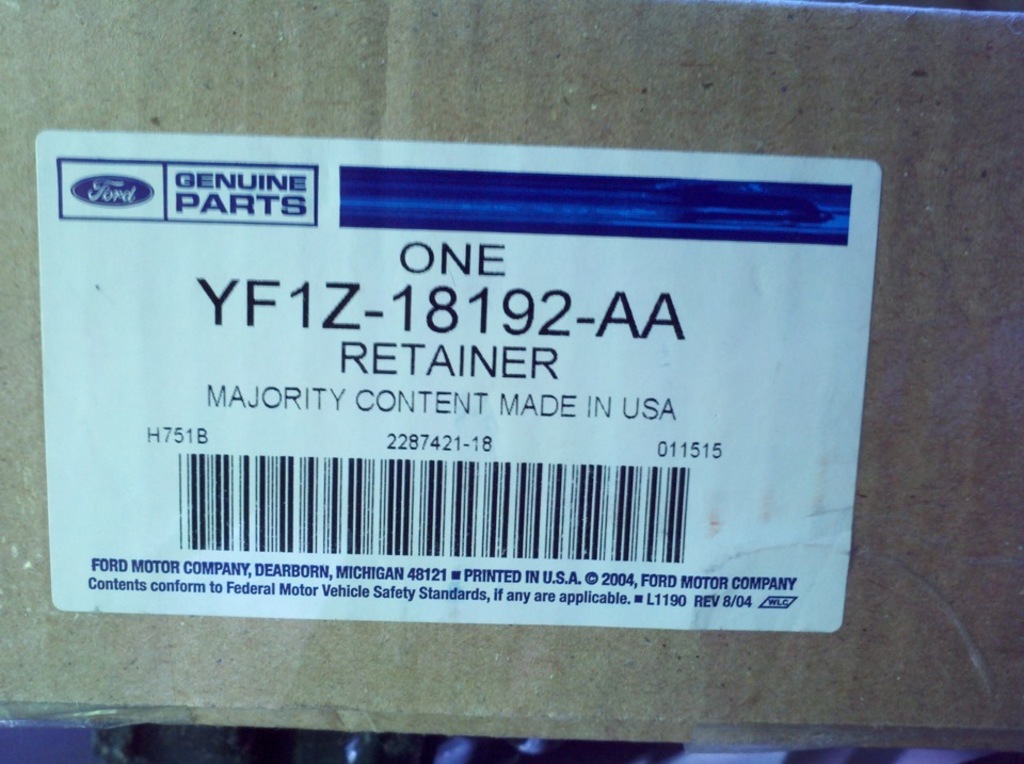 Ford GENUINE PARTS
ONE
YF1Z-18192-AA
RETAINER
MAJORITY CONTENT MADE IN USA
H751B 2287421-18 011515
FORD MOTOR COMPANY, DEARBORN, MICHIGAN 48121 ■ PRINTED IN U.S.A. © 2004, FORD MOTOR COMPANY
Contents conform to Federal Motor Vehicle Safety Standards, if any are applicable. ■ L1190 REV 8/04 WLC